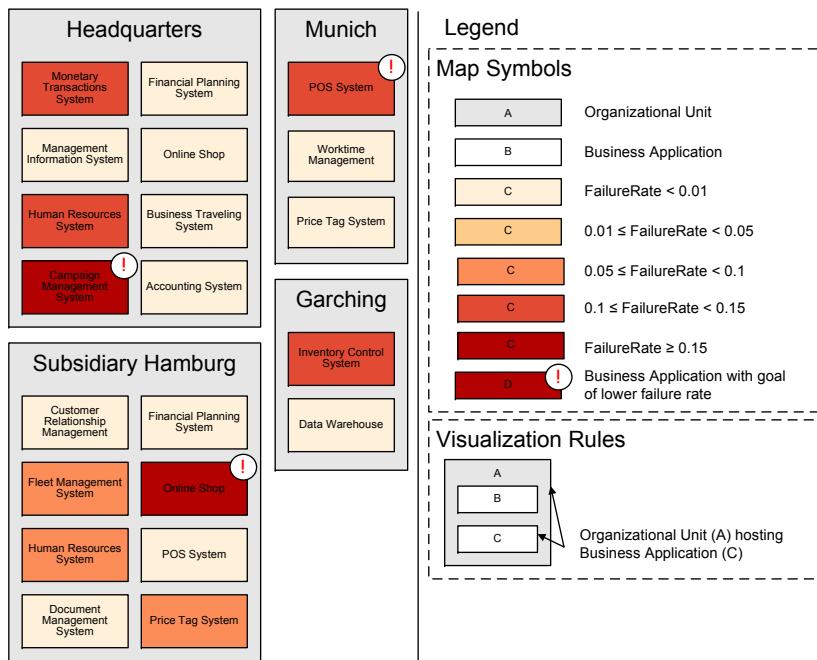 Headquarters
Monetary
Transactions
System
Financial Planning
System
Management
Information System
Online Shop
Human Resources
System
Business Traveling
System
!
Campaign
Management
System
Accounting System
Subsidiary Hamburg
Customer
Relationship
Management
Financial Planning
System
Fleet Management
System
!
Online Shop
Human Resources
System
POS System
Document
Management
System
Price Tag System
Munich
!
POS System
Worktime
Management
Price Tag System
Garching
Inventory Control
System
Data Warehouse
Legend
Map Symbols
A
Organizational Unit
B
Business Application
C
FailureRate < 0.01
C
0.01 ≤ FailureRate < 0.05
C
0.05 ≤ FailureRate < 0.1
C
0.1 ≤ FailureRate < 0.15
C
FailureRate ≥ 0.15
D
!
Business Application with goal
of lower failure rate
Visualization Rules
A
B
C
Organizational Unit (A) hosting
Business Application (C)